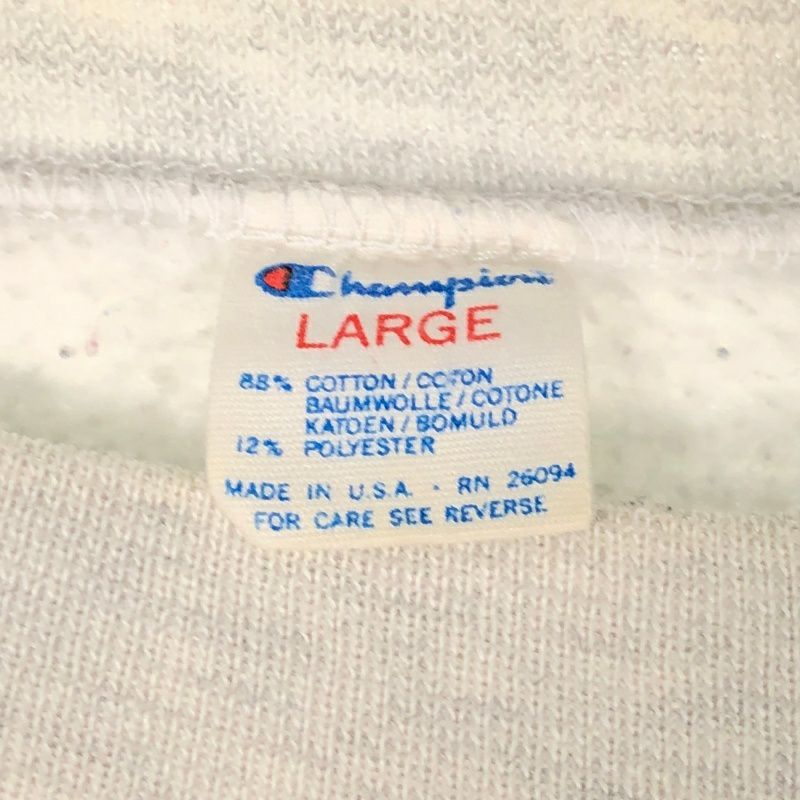 Champion
LARGE
88% COTTON / COTON
BAUMWOLLE / COTONE
KATOEN / BOMULD
12% POLYESTER
MADE IN U.S.A. · RN 26094
FOR CARE SEE REVERSE